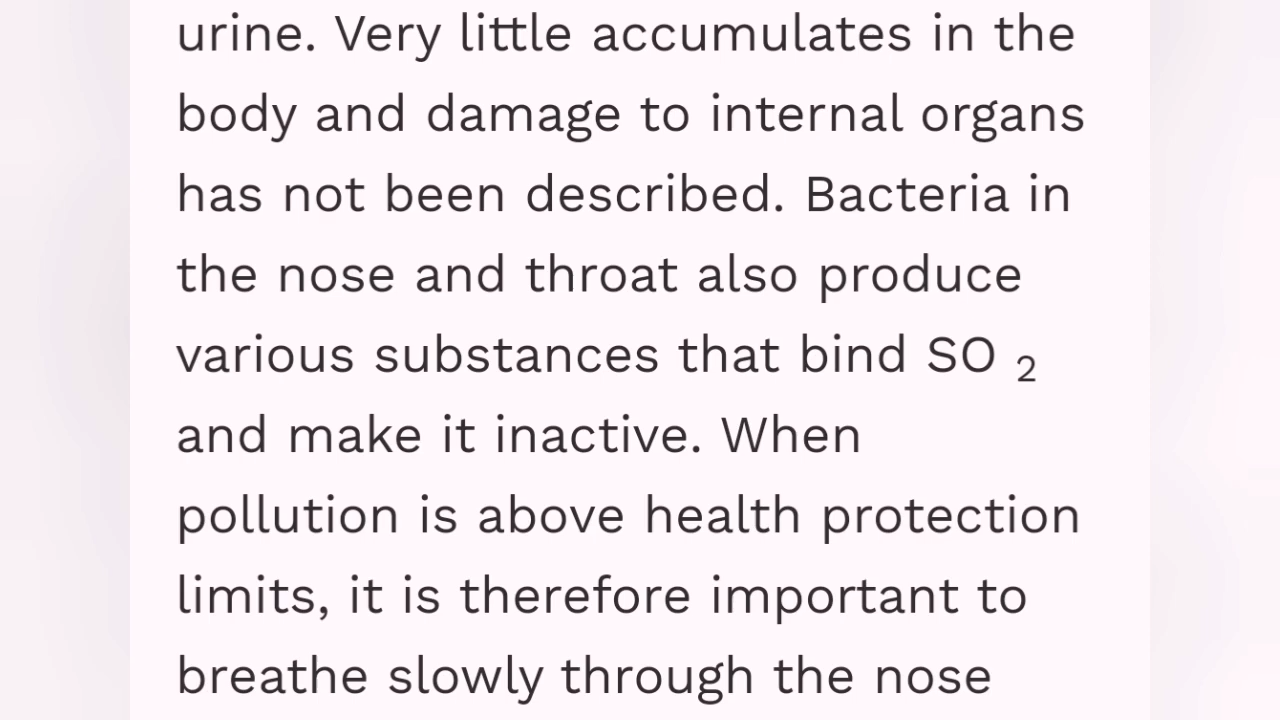 urine. Very little accumulates in the
body and damage to internal organs
has not been described. Bacteria in
the nose and throat also produce
various substances that bind SO ₂
and make it inactive. When
pollution is above health protection
limits, it is therefore important to
breathe slowly through the nose